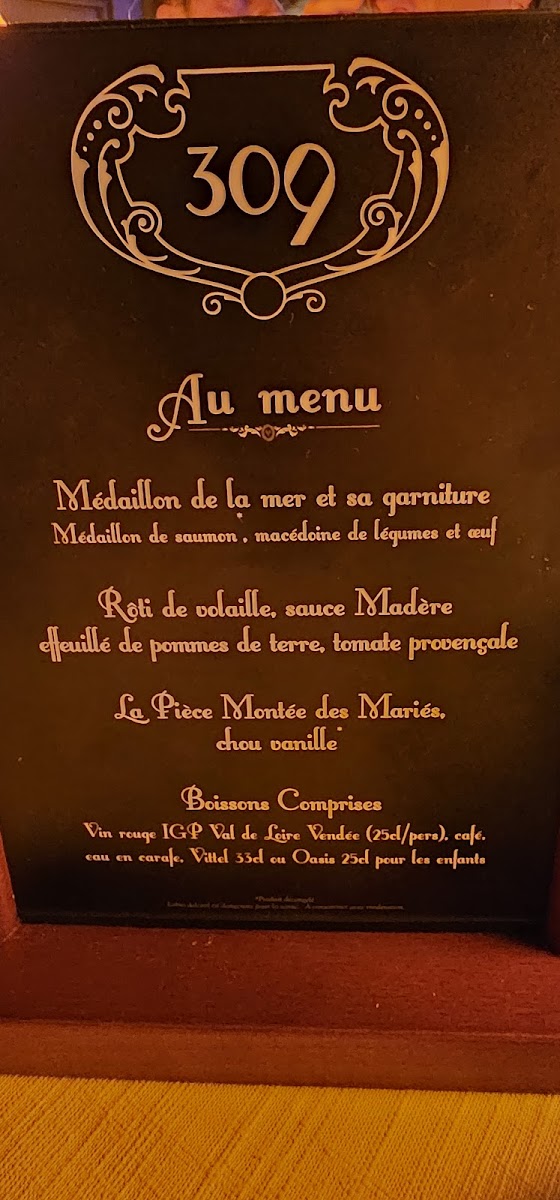 309
Au menu
Médaillon de la mer et sa garniture
Médaillon de saumon*, macédoine de légumes et œuf
Rôti de volaille, sauce Madère
effeuillé de pommes de terre, tomate provençale
La Pièce Montée des Mariés,
chou vanille*
Boissons Comprises
Vin rouge IGP Val de Loire Vendée (25cl/pers), café,
eau en carafe, Vittel 33cl ou Oasis 25cl pour les enfants
*Produit décongelé